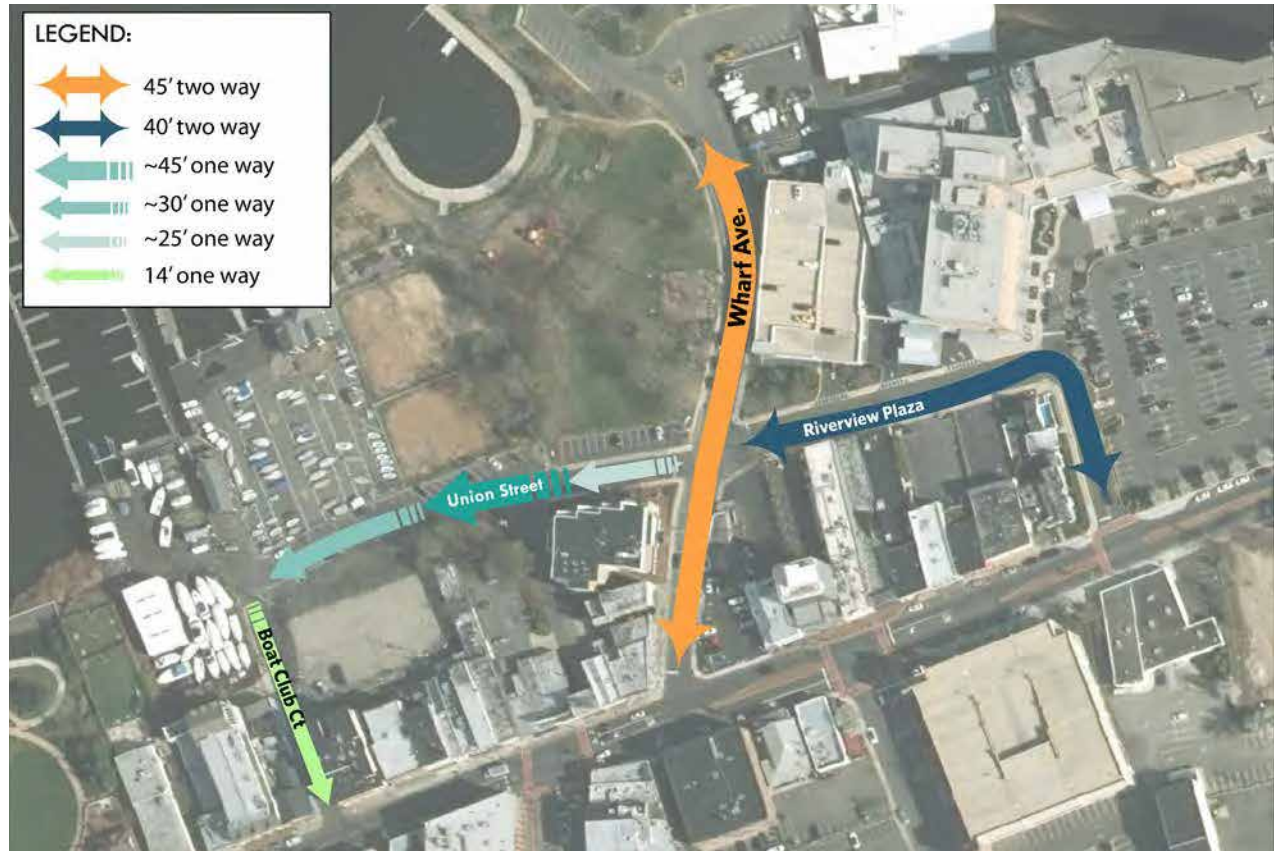 LEGEND:
45' two way
40' two way
~45' one way
~30' one way
~25' one way
14' one way
Wharf Ave.
Riverview Plaza
Union Street
Boat Club Ct